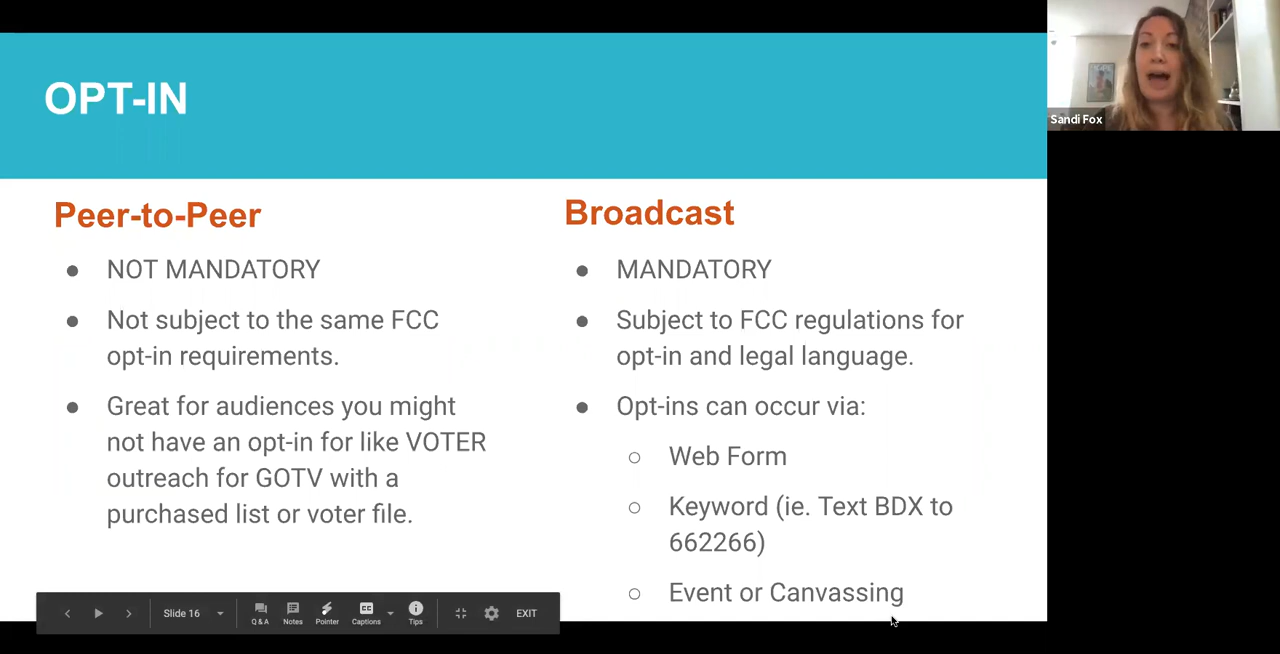 OPT-IN
Sandi Fox
Peer-to-Peer
● NOT MANDATORY
● Not subject to the same FCC
opt-in requirements.
● Great for audiences you might
not have an opt-in for like VOTER
outreach for GOTV with a
purchased list or voter file.
Broadcast
● MANDATORY
● Subject to FCC regulations for
opt-in and legal language.
● Opt-ins can occur via:
○ Web Form
○ Keyword (ie. Text BDX to
662266)
○ Event or Canvassing
Slide 16
Q & A
Notes
Pointer
CC
Captions
Tips
EXIT